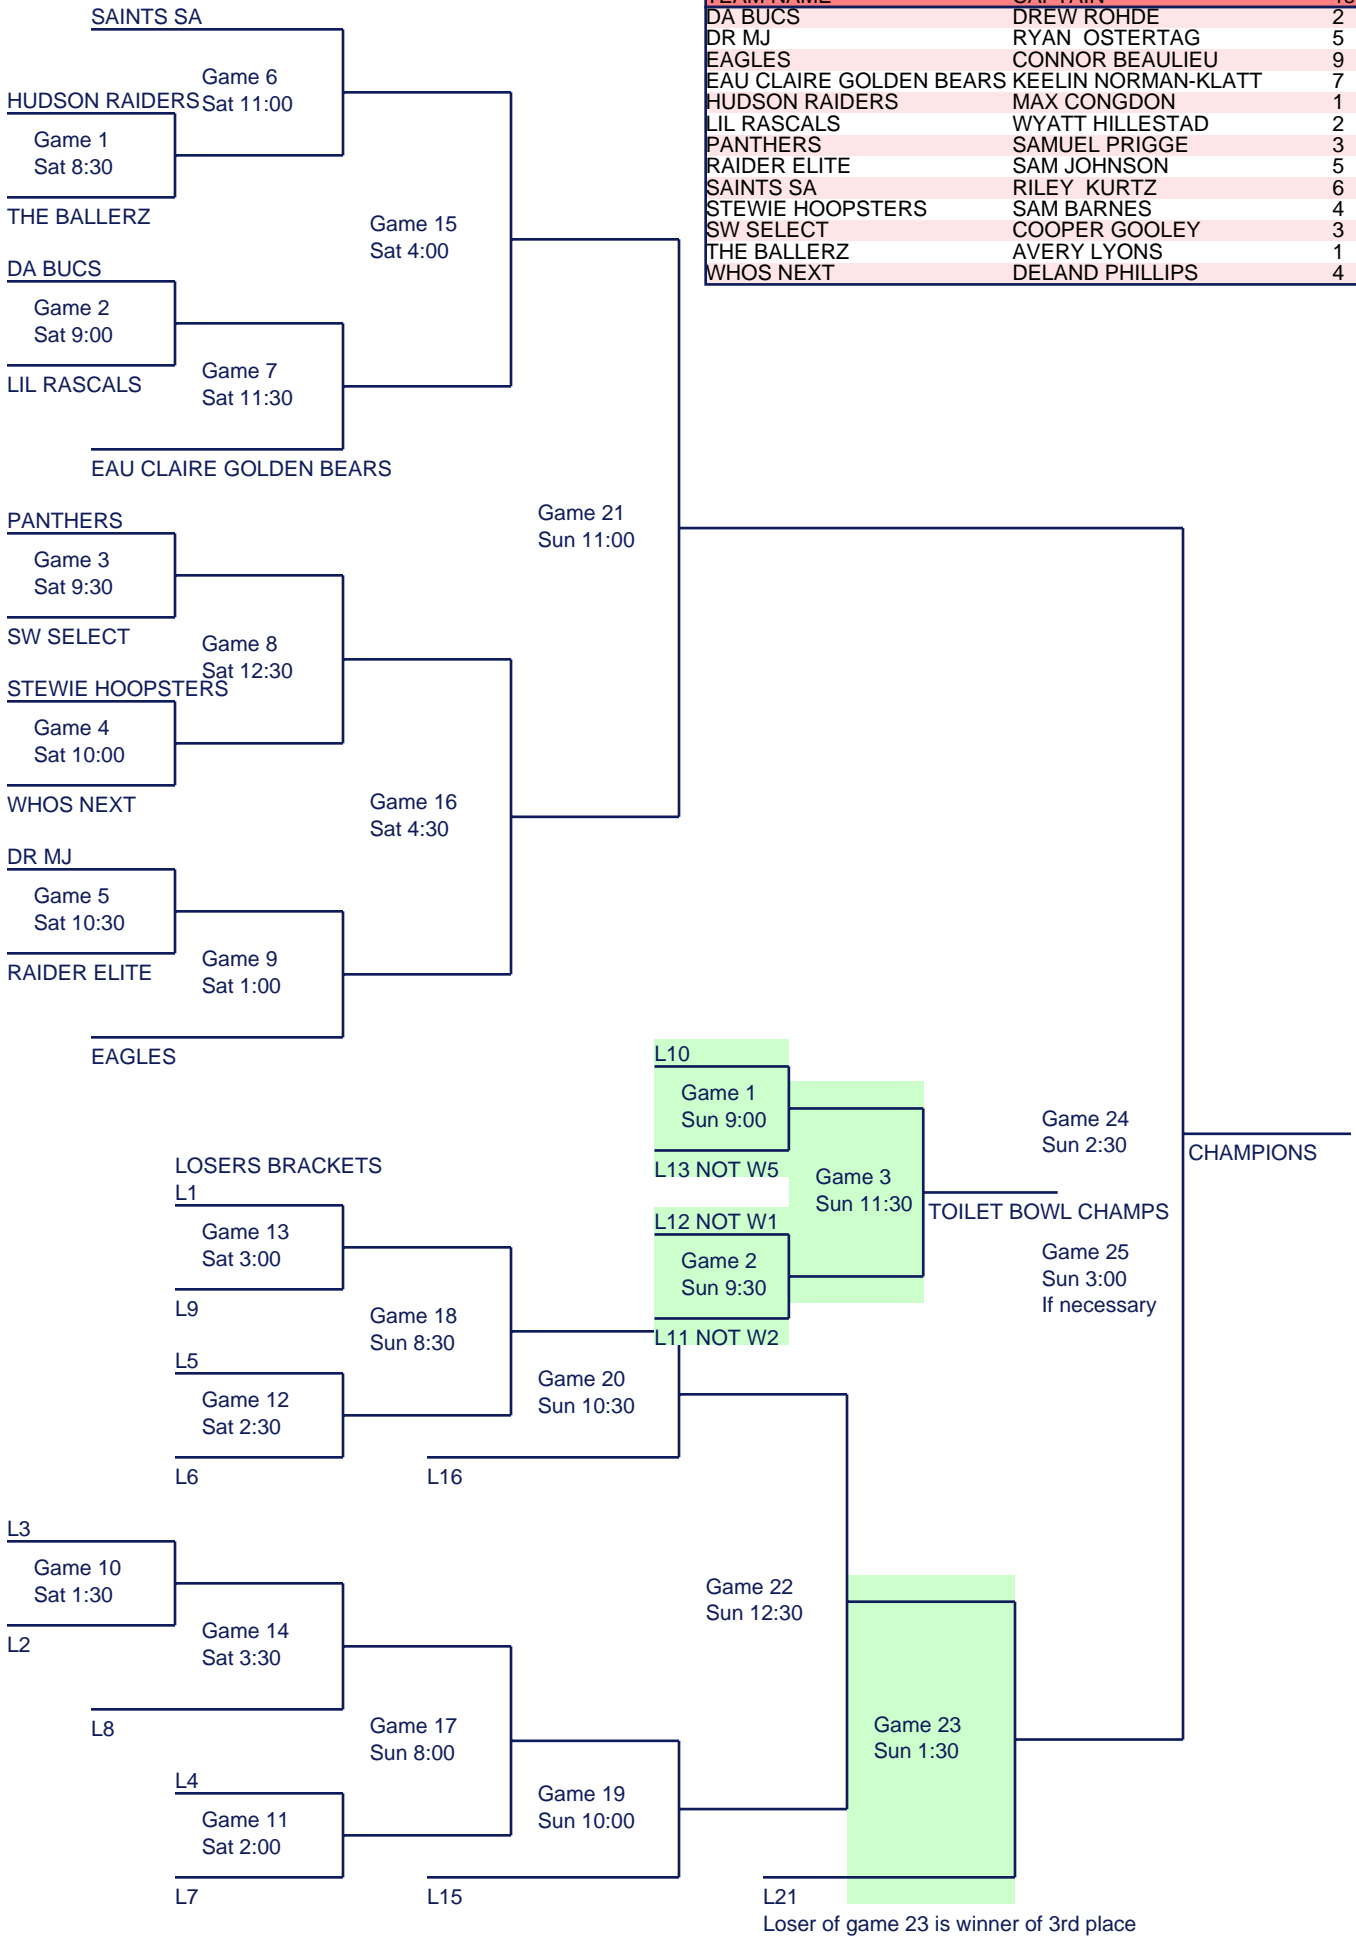 SAINTS SA
Game 6
Sat 11:00
HUDSON RAIDERS
Game 1
Sat 8:30
THE BALLERZ
Game 15
Sat 4:00
DA BUCS
Game 2
Sat 9:00
LIL RASCALS
Game 7
Sat 11:30
EAU CLAIRE GOLDEN BEARS
DA BUCS DREW ROHDE 2
DR MJ RYAN OSTERTAG 5
EAGLES CONNOR BEAULIEU 9
EAU CLAIRE GOLDEN BEARS KEELIN NORMAN-KLATT 7
HUDSON RAIDERS MAX CONGDON 1
LIL RASCALS WYATT HILLESTAD 2
PANTHERS SAMUEL PRIGGE 3
RAIDER ELITE SAM JOHNSON 5
SAINTS SA RILEY KURTZ 6
STEWIE HOOPSTERS SAM BARNES 4
SW SELECT COOPER GOOLEY 3
THE BALLERZ AVERY LYONS 1
WHOS NEXT DELAND PHILLIPS 4
Game 21
Sun 11:00
PANTHERS
Game 3
Sat 9:30
SW SELECT
Game 8
Sat 12:30
STEWIE HOOPSTERS
Game 4
Sat 10:00
WHOS NEXT
Game 16
Sat 4:30
DR MJ
Game 5
Sat 10:30
RAIDER ELITE
Game 9
Sat 1:00
EAGLES
L10
Game 1
Sun 9:00
L13 NOT W5
Game 3
Sun 11:30
L12 NOT W1
Game 2
Sun 9:30
L11 NOT W2
TOILET BOWL CHAMPS
Game 24
Sun 2:30
CHAMPIONS
Game 25
Sun 3:00
If necessary
LOSERS BRACKETS
L1
Game 13
Sat 3:00
L9
Game 18
Sun 8:30
L5
Game 12
Sat 2:30
L6
Game 20
Sun 10:30
L16
L3
Game 10
Sat 1:30
L2
Game 14
Sat 3:30
L8
Game 17
Sun 8:00
L4
Game 11
Sat 2:00
L7
Game 19
Sun 10:00
L15
Game 22
Sun 12:30
Game 23
Sun 1:30
L21
Loser of game 23 is winner of 3rd place